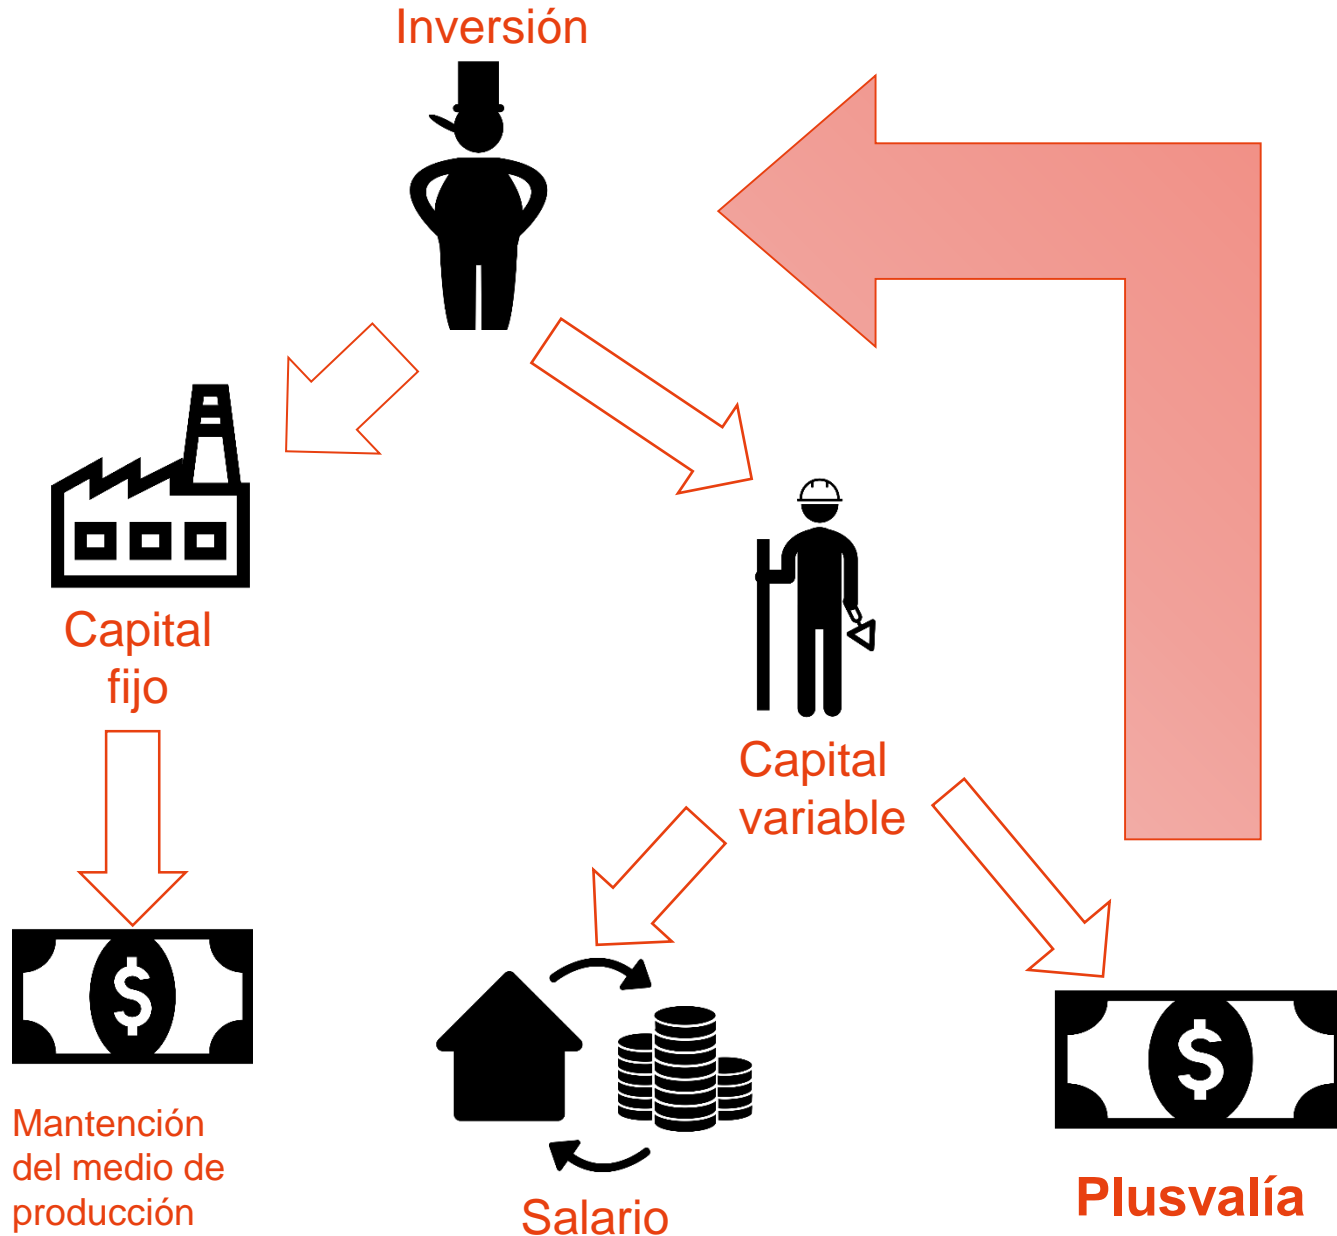 Inversión
Capital
fijo
Capital
variable
Mantención
del medio de
producción
Salario
Plusvalía